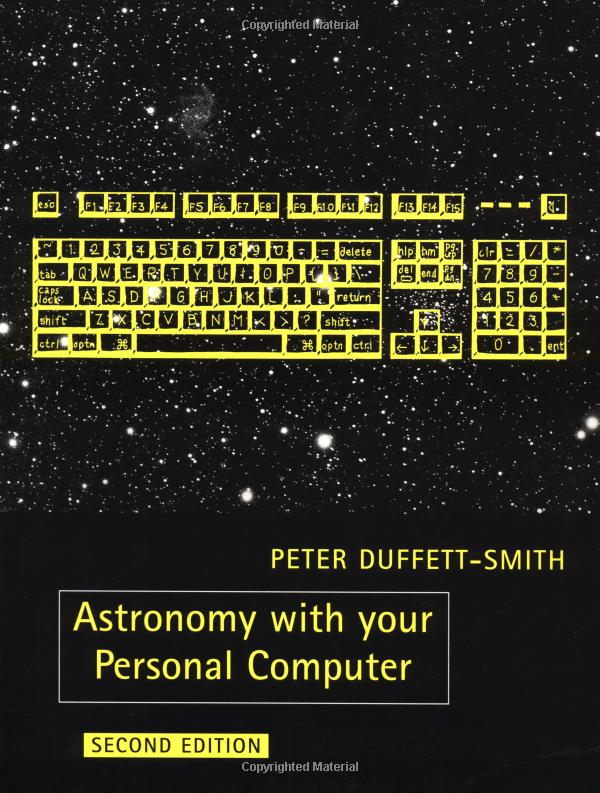 Copyrighted Material
esc F1 F2 F3 F4 F5 F6 F7 F8 F9 F10 F11 F12 F13 F14 F15
~ 1 2 3 4 5 6 7 8 9 0 - = delete hlp hm pg up clr = / *
tab Q W E R T Y U I O P { } \ del end pg dn 7 8 9 -
caps lock A S D F G H J K L return 4 5 6 +
shift Z X C V B N M < > ? shift 1 2 3
ctrl optn ⌘ ⌘ optn ctrl ← ↓ → 0 . ent
PETER DUFFETT-SMITH
Astronomy with your
Personal Computer
SECOND EDITION
Copyrighted Material